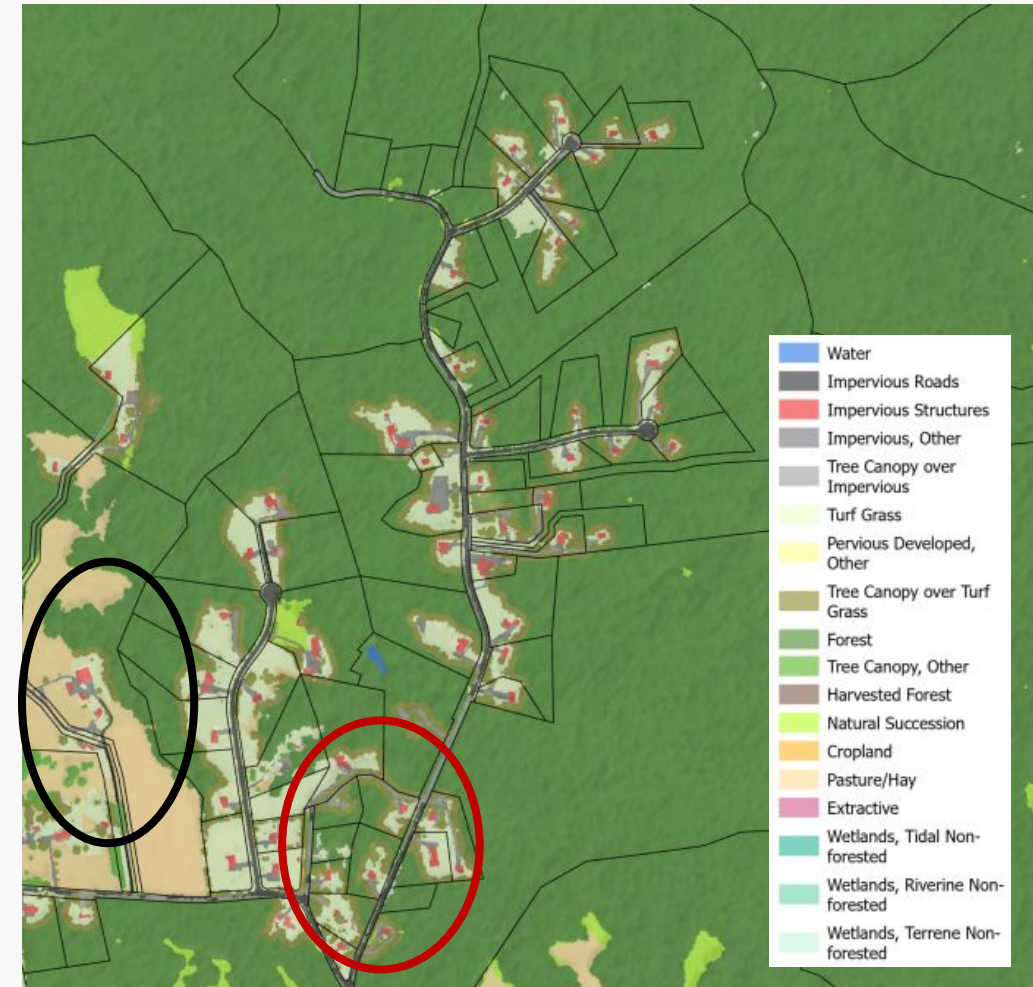 Water
Impervious Roads
Impervious Structures
Impervious, Other
Tree Canopy over
Impervious
Turf Grass
Pervious Developed,
Other
Tree Canopy over Turf
Grass
Forest
Tree Canopy, Other
Harvested Forest
Natural Succession
Cropland
Pasture/Hay
Extractive
Wetlands, Tidal Non-
forested
Wetlands, Riverine Non-
forested
Wetlands, Terrene Non-
forested